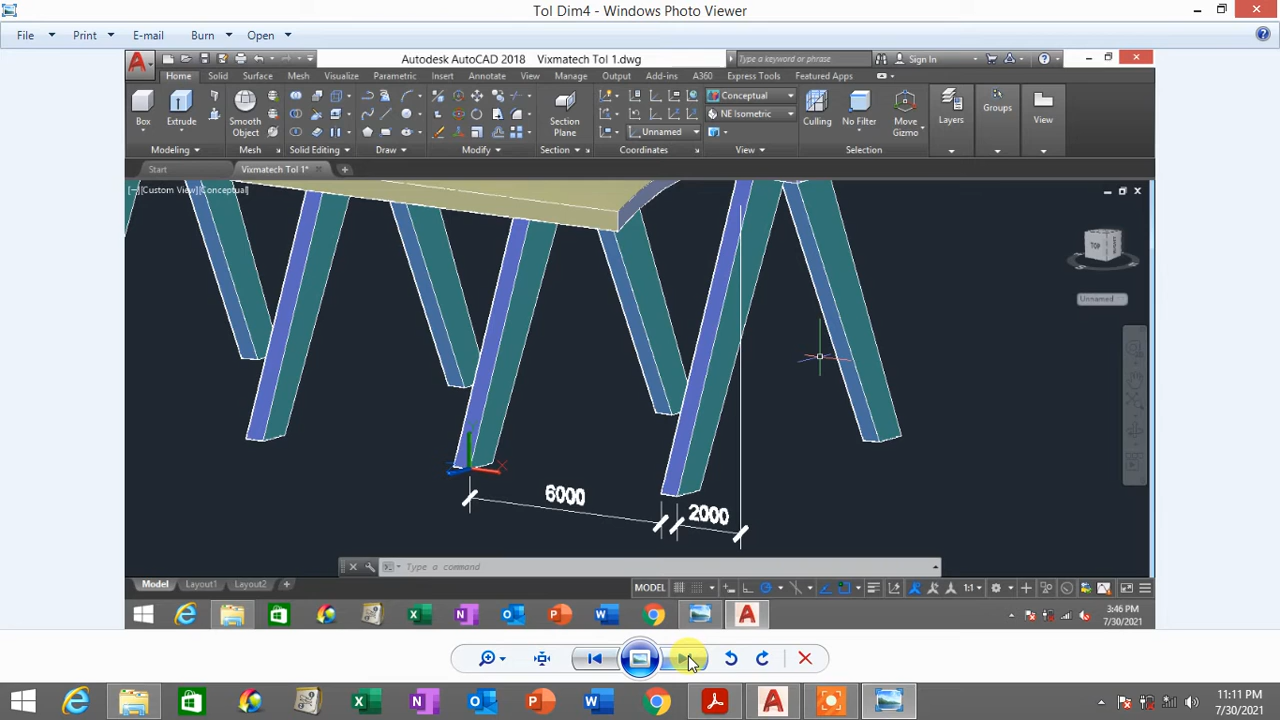 Tol Dim4 - Windows Photo Viewer
File Print E-mail Burn Open
Autodesk AutoCAD 2018 Vixmatech Tol 1.dwg
Type a keyword or phrase
Sign In
Home Solid Surface Mesh Visualize Parametric Insert Annotate View Manage Output Add-ins A360 Express Tools Featured Apps
Box Extrude Smooth Object
Section Plane
Unnamed
Conceptual
NE Isometric
Culling No Filter Move Gizmo
Layers Groups View
Modeling Mesh Solid Editing Draw Modify Section Coordinates View Selection
Start Vixmatech Tol 1*
[−][Custom View][Conceptual]
TOP
Unnamed
6000
2000
Type a command
Model Layout1 Layout2
MODEL
1:1
3:46 PM
7/30/2021
11:11 PM
7/30/2021